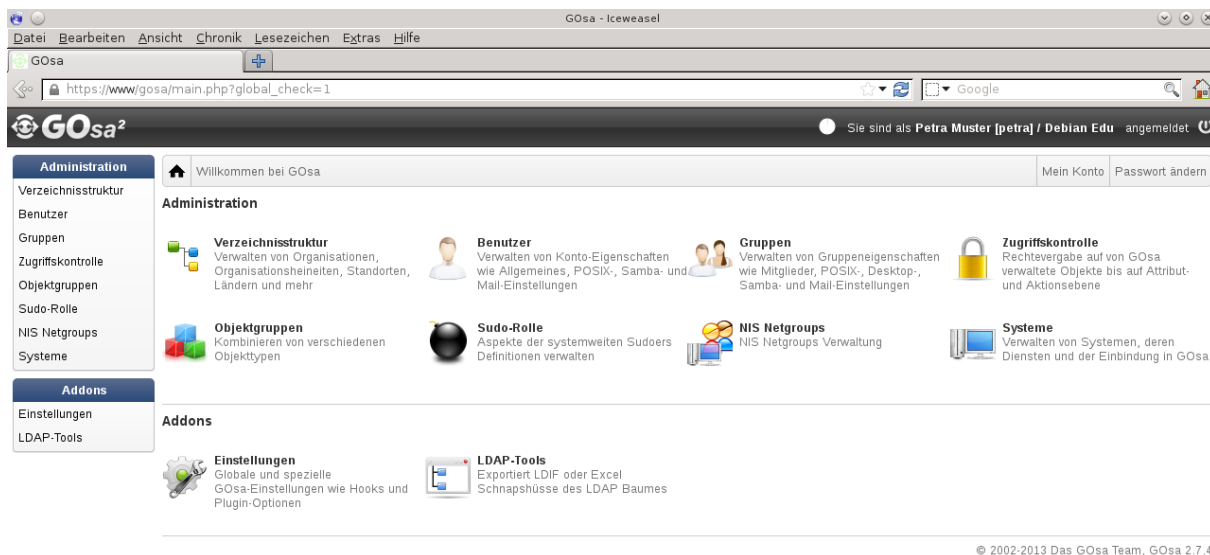 GOsa - Iceweasel
Datei Bearbeiten Ansicht Chronik Lesezeichen Extras Hilfe
GOsa
https://www/gosa/main.php?global_check=1
Google
GOsa²
Sie sind als Petra Muster [petra] / Debian Edu angemeldet
Administration
Verzeichnisstruktur
Benutzer
Gruppen
Zugriffskontrolle
Objektgruppen
Sudo-Rolle
NIS Netgroups
Systeme
Addons
Einstellungen
LDAP-Tools
Willkommen bei GOsa
Mein Konto
Passwort ändern
Administration
Verzeichnisstruktur
Verwalten von Organisationen,
Organisationsheineiten, Standorten,
Ländern und mehr
Benutzer
Verwalten von Konto-Eigenschaften
wie Allgemeines, POSIX-, Samba- und
Mail-Einstellungen
Gruppen
Verwalten von Gruppeneigenschaften
wie Mitglieder, POSIX-, Desktop-,
Samba- und Mail-Einstellungen
Zugriffskontrolle
Rechtevergabe auf von GOsa
verwaltete Objekte bis auf Attribut-
und Aktionsebene
Objektgruppen
Kombinieren von verschiedenen
Objekttypen
Sudo-Rolle
Aspekte der systemweiten Sudoers
Definitionen verwalten
NIS Netgroups
NIS Netgroups Verwaltung
Systeme
Verwalten von Systemen, deren
Diensten und der Einbindung in GOsa
Addons
Einstellungen
Globale und spezielle
GOsa-Einstellungen wie Hooks und
Plugin-Optionen
LDAP-Tools
Exportiert LDIF oder Excel
Schnapshüsse des LDAP Baumes
© 2002-2013 Das GOsa Team, GOsa 2.7.4